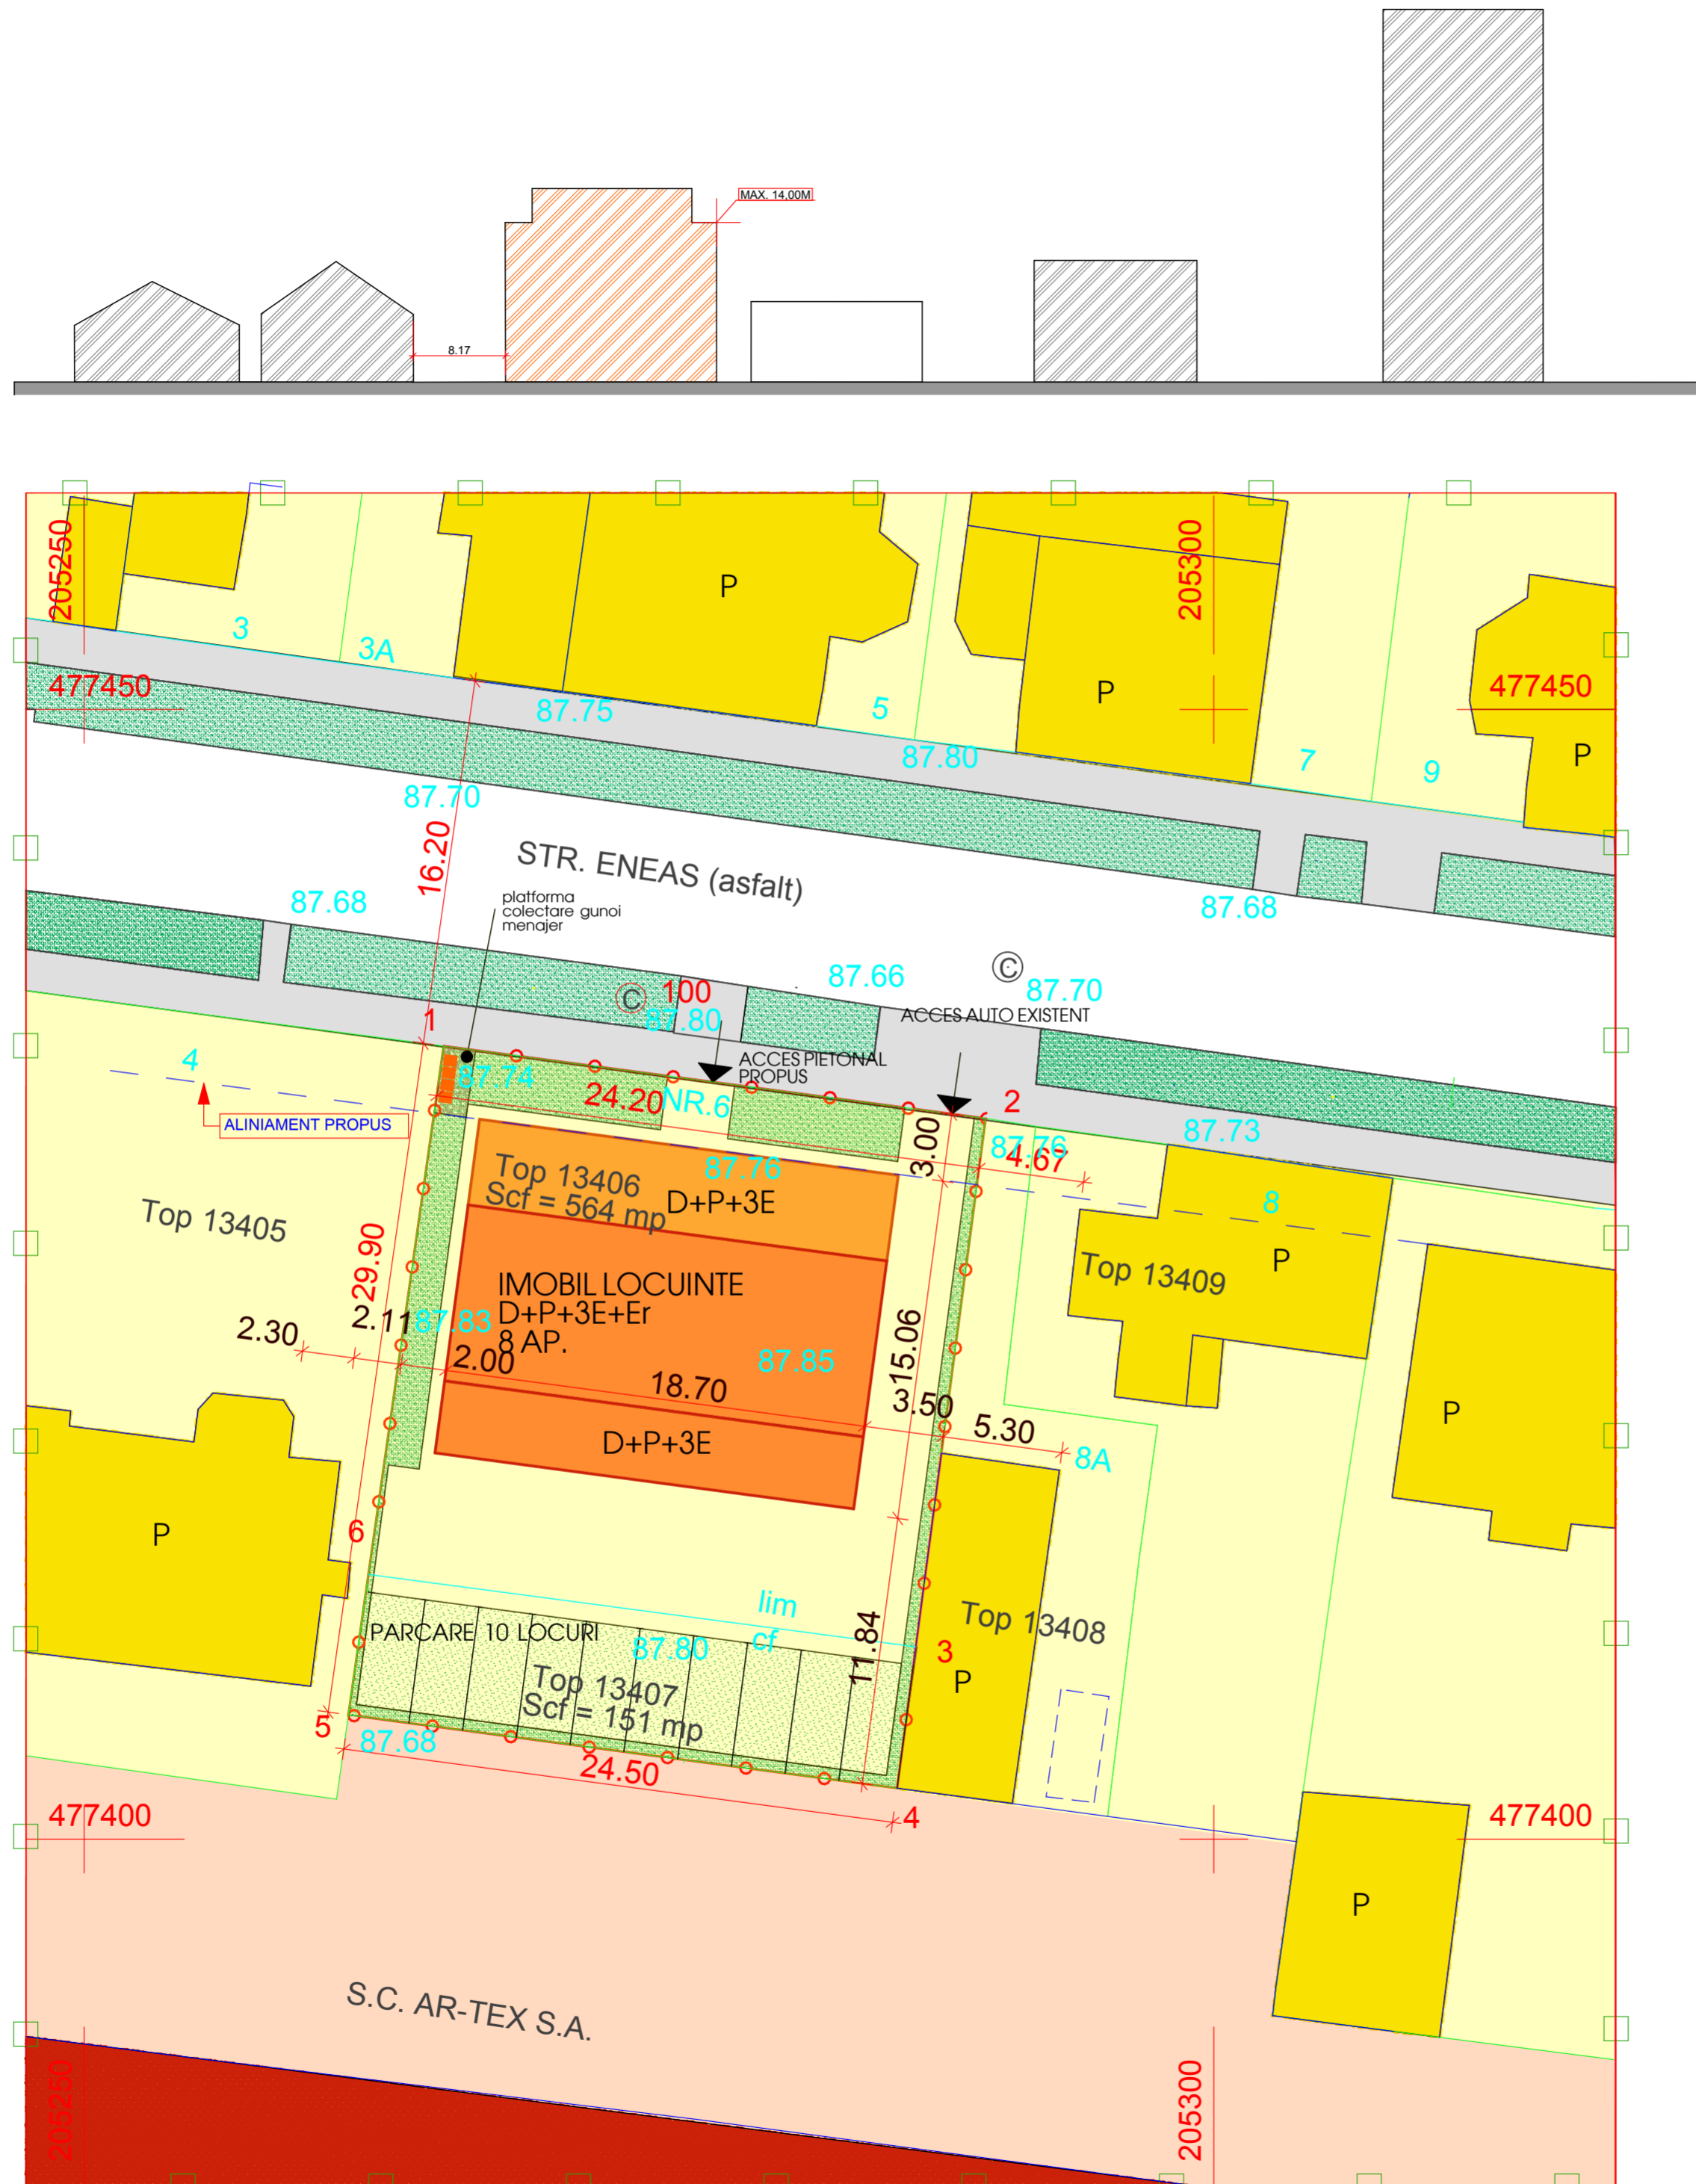 MAX. 14,00M
8.17
205250
205300
P
3
3A
P
477450
477450
87.75
5
P
87.80
7
9
87.70
16.20
STR. ENEAS (asfalt)
87.68
platforma
colectare gunoi
menajer
87.68
C
87.66
C
100
87.70
87.80
ACCES AUTO EXISTENT
1
4
87.74
ACCES PIETONAL
PROPUS
24.20
NR.6
2
ALINIAMENT PROPUS
3.00
87.76
4.67
87.73
87.76
Top 13406
Scf = 564 mp
D+P+3E
8
Top 13405
P
Top 13409
29.90
IMOBIL LOCUINTE
D+P+3E+Er
8 AP.
2.30
2.11
87.83
2.00
87.85
15.06
18.70
3.50
5.30
P
D+P+3E
8A
P
6
lim
cf
Top 13408
PARCARE 10 LOCURI
87.80
11.84
3
P
Top 13407
Scf = 151 mp
5
87.68
24.50
4
477400
477400
P
S.C. AR-TEX S.A.
205250
205300